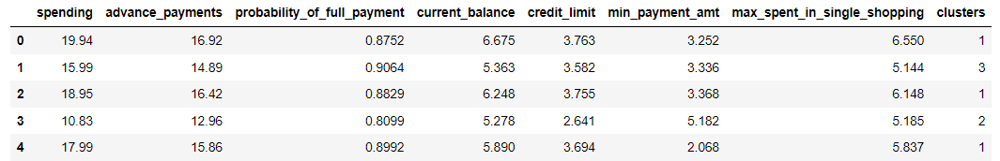 spending advance_payments probability_of_full_payment current_balance credit_limit min_payment_amt max_spent_in_single_shopping clusters
0 19.94 16.92 0.8752 6.675 3.763 3.252 6.550 1
1 15.99 14.89 0.9064 5.363 3.582 3.336 5.144 3
2 18.95 16.42 0.8829 6.248 3.755 3.368 6.148 1
3 10.83 12.96 0.8099 5.278 2.641 5.182 5.185 2
4 17.99 15.86 0.8992 5.890 3.694 2.068 5.837 1